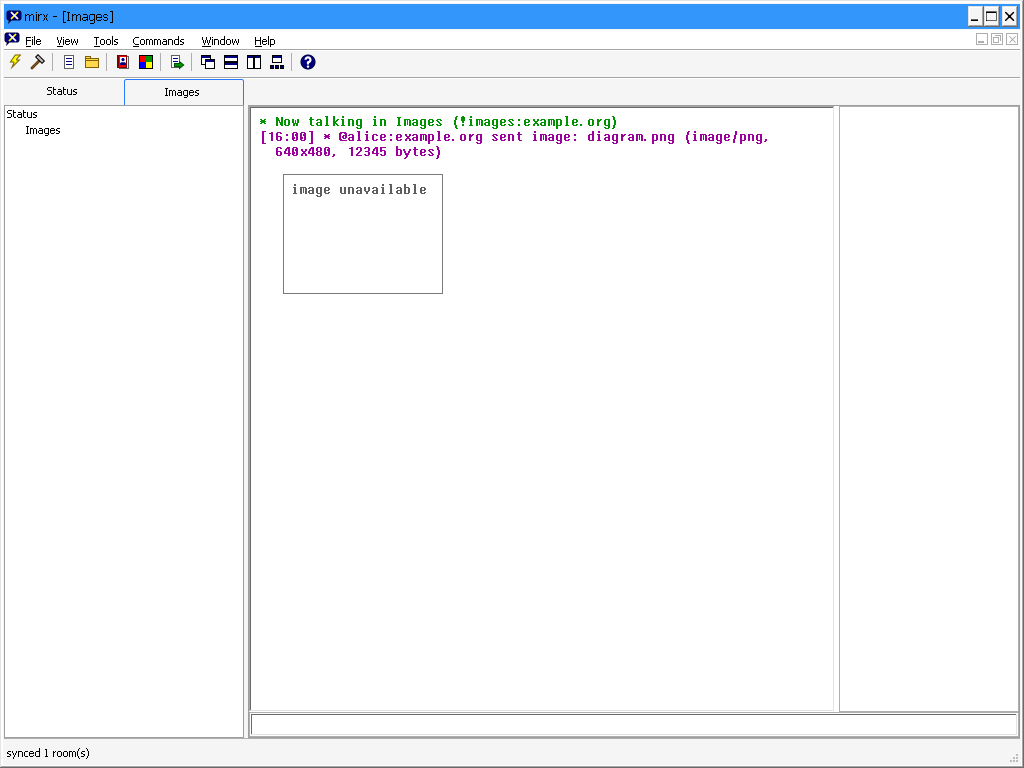 mirx - [Images]
File View Tools Commands Window Help
Status Images
Status
Images
* Now talking in Images (!images:example.org)
[16:00] * @alice:example.org sent image: diagram.png (image/png,
640x480, 12345 bytes)
image unavailable
synced 1 room(s)